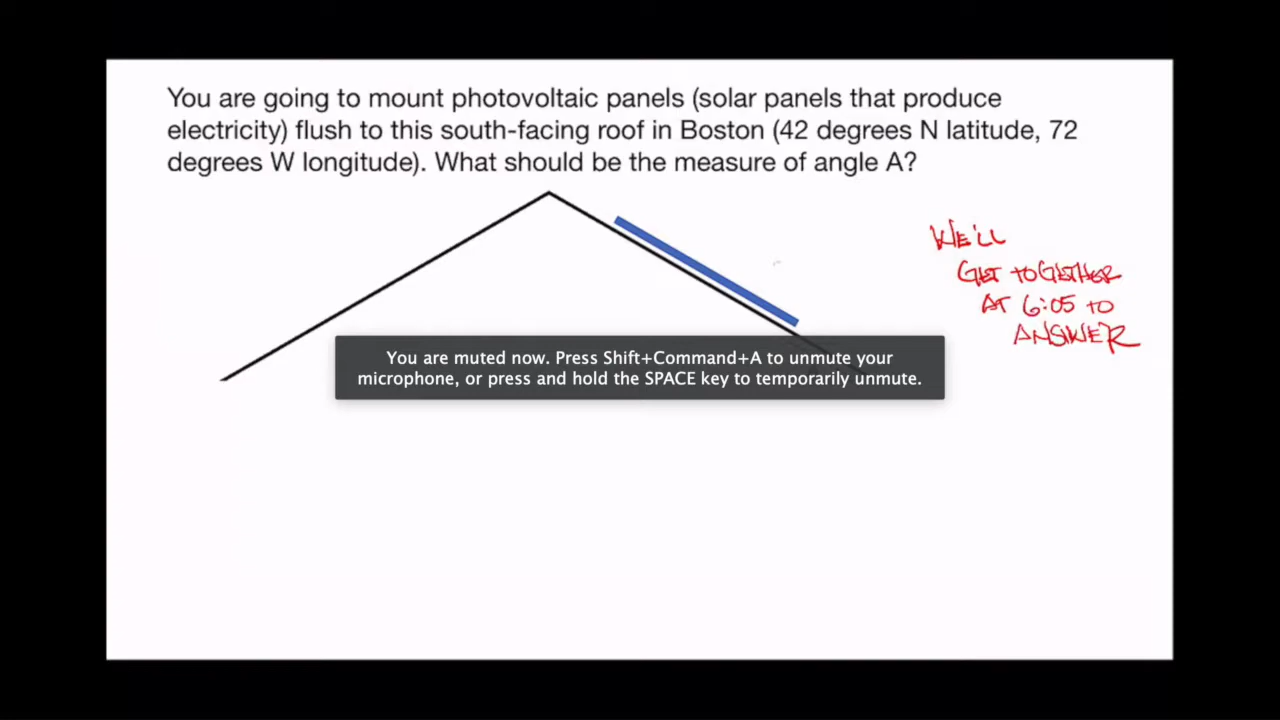 You are going to mount photovoltaic panels (solar panels that produce
electricity) flush to this south-facing roof in Boston (42 degrees N latitude, 72
degrees W longitude). What should be the measure of angle A?
WE'LL
GET TOGETHER
AT 6:05 TO
ANSWER
You are muted now. Press Shift+Command+A to unmute your
microphone, or press and hold the SPACE key to temporarily unmute.